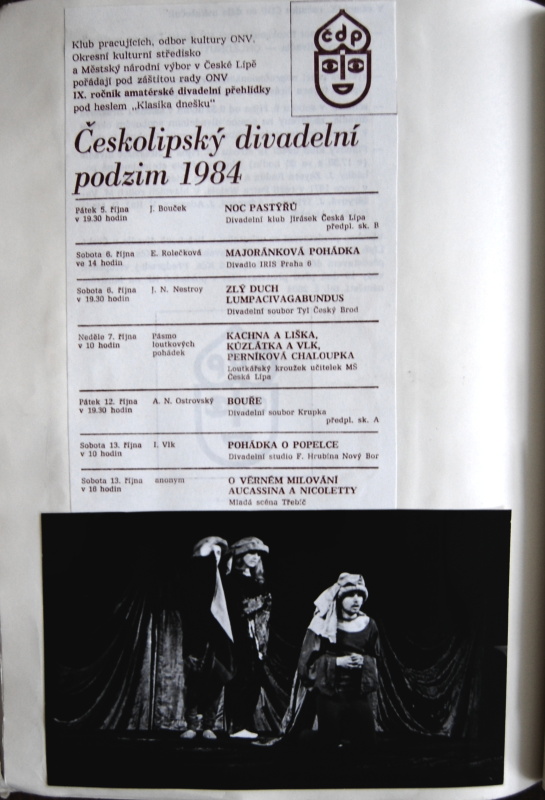 čdp
Klub pracujících, odbor kultury ONV,
Okresní kulturní středisko
a Městský národní výbor v České Lípě
pořádají pod záštitou rady ONV
IX. ročník amatérské divadelní přehlídky
pod heslem „Klasika dnešku"
Českolipský divadelní
podzim 1984
Pátek 5. října J. Bouček NOC PASTÝŘŮ
v 19.30 hodin Divadelní klub Jirásek Česká Lípa
předpl. sk. B
Sobota 6. října E. Rolečková MAJORÁNKOVÁ POHÁDKA
ve 14 hodin Divadlo IRIS Praha 6
Sobota 6. října J. N. Nestroy ZLÝ DUCH
v 19.30 hodin LUMPACIVAGABUNDUS
Divadelní soubor Tyl Český Brod
Neděle 7. října Pásmo KACHNA A LIŠKA,
v 10 hodin loutkových KŮZLÁTKA A VLK,
pohádek PERNÍKOVÁ CHALOUPKA
Loutkářský kroužek učitelek MŠ
Česká Lípa
Pátek 12. října A. N. Ostrovský BOUŘE
v 19.30 hodin Divadelní soubor Krupka
předpl. sk. A
Sobota 13. října I. Vlk POHÁDKA O POPELCE
v 10 hodin Divadelní studio F. Hrubína Nový Bor
Sobota 13. října anonym O VĚRNÉM MILOVÁNÍ
v 16 hodin AUCASSINA A NICOLETTY
Mladá scéna Třebíč